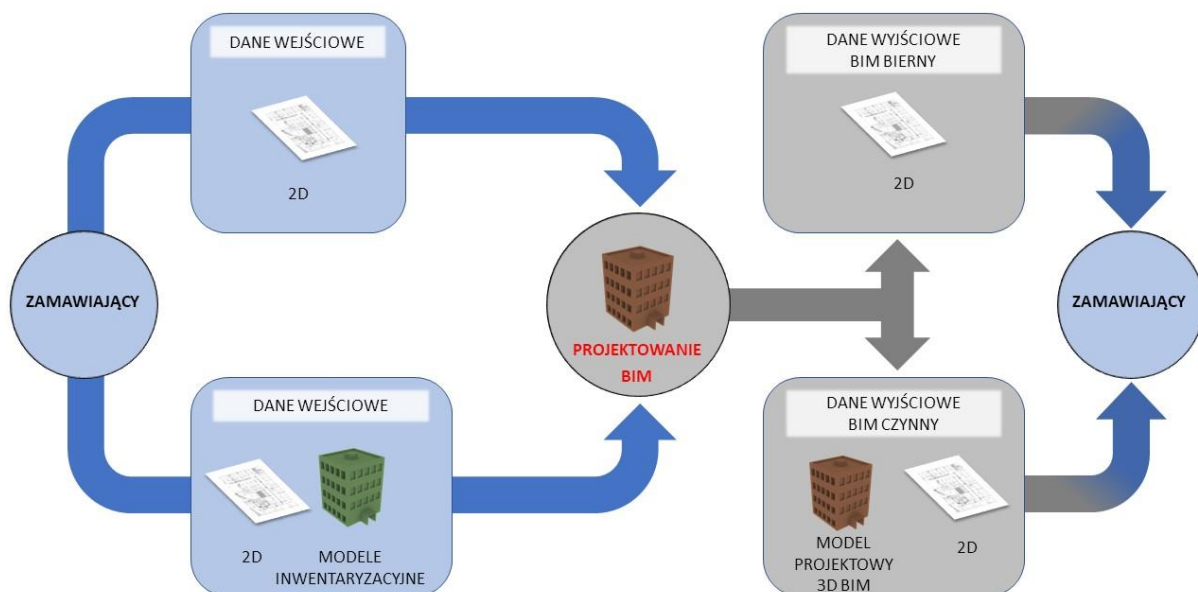 DANE WEJŚCIOWE
2D
ZAMAWIAJĄCY
DANE WEJŚCIOWE
2D
MODELE
INWENTARYZACYJNE
PROJEKTOWANIE
BIM
DANE WYJŚCIOWE
BIM BIERNY
2D
DANE WYJŚCIOWE
BIM CZYNNY
MODEL
PROJEKTOWY
3D BIM
2D
ZAMAWIAJĄCY